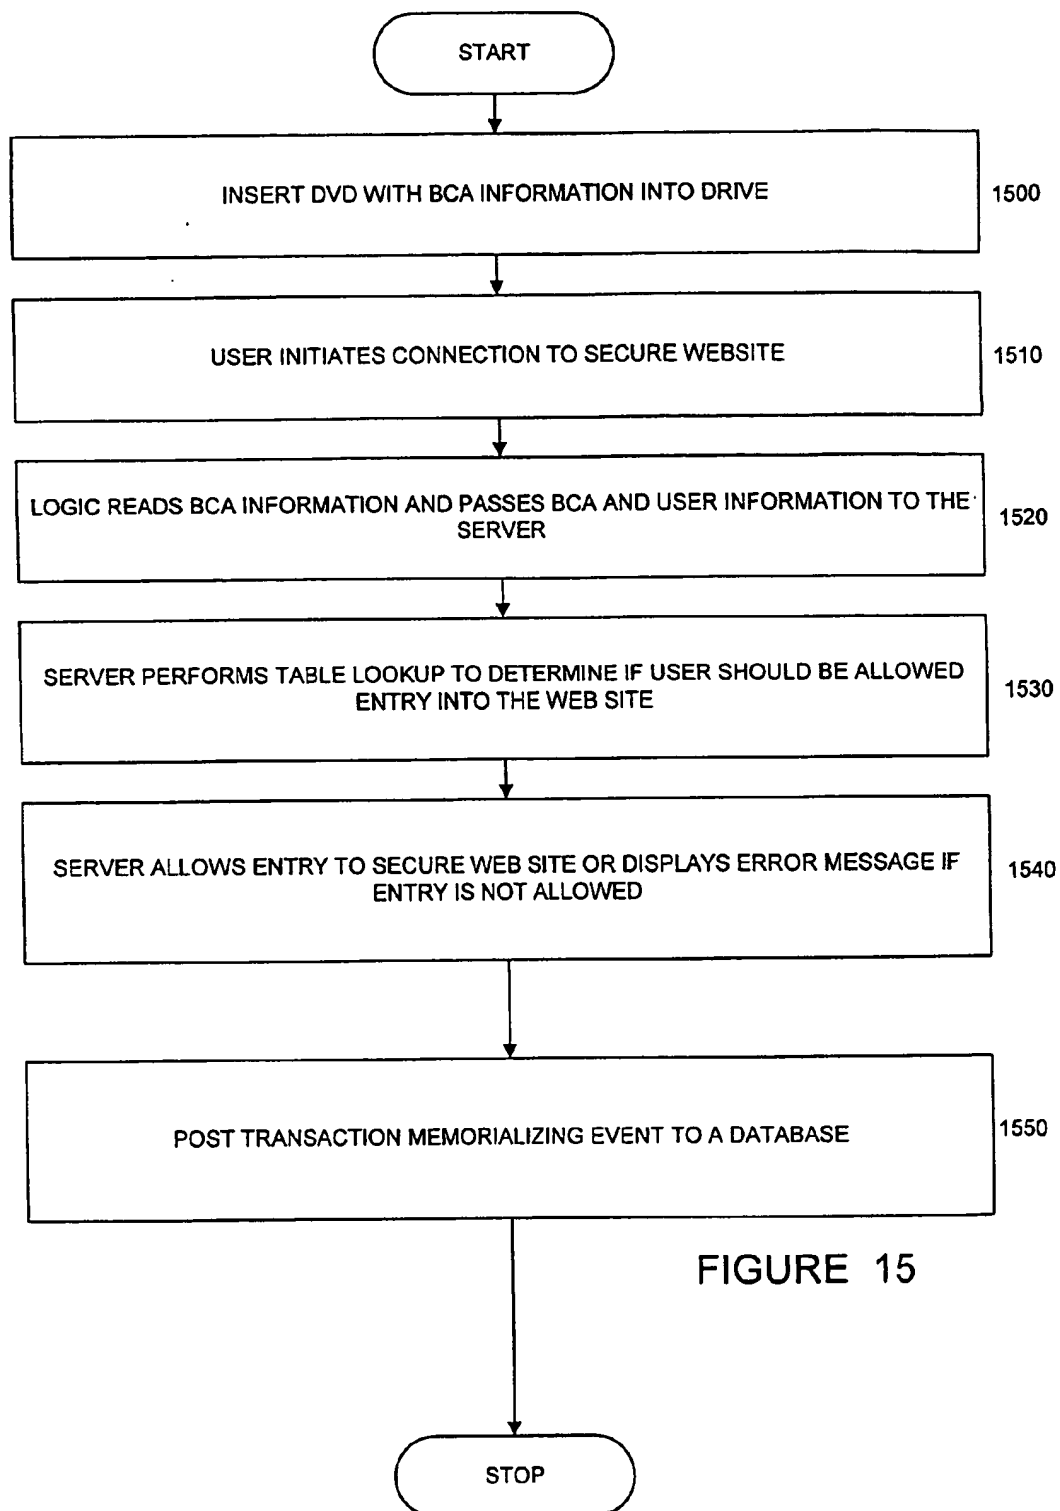 START
INSERT DVD WITH BCA INFORMATION INTO DRIVE
1500
USER INITIATES CONNECTION TO SECURE WEBSITE
1510
LOGIC READS BCA INFORMATION AND PASSES BCA AND USER INFORMATION TO THE
SERVER
1520
SERVER PERFORMS TABLE LOOKUP TO DETERMINE IF USER SHOULD BE ALLOWED
ENTRY INTO THE WEB SITE
1530
SERVER ALLOWS ENTRY TO SECURE WEB SITE OR DISPLAYS ERROR MESSAGE IF
ENTRY IS NOT ALLOWED
1540
POST TRANSACTION MEMORIALIZING EVENT TO A DATABASE
1550
FIGURE 15
STOP